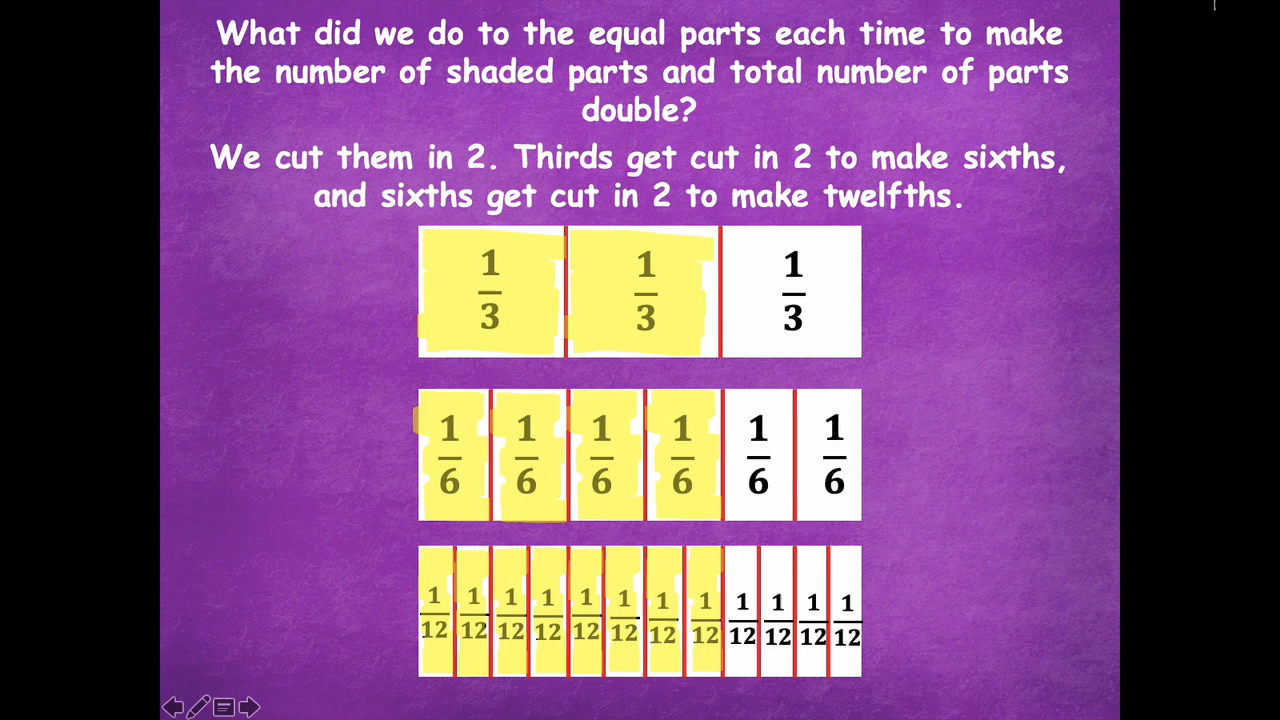 What did we do to the equal parts each time to make
the number of shaded parts and total number of parts
double?
We cut them in 2. Thirds get cut in 2 to make sixths,
and sixths get cut in 2 to make twelfths.
1/3 1/3 1/3
1/6 1/6 1/6 1/6 1/6 1/6
1/12 1/12 1/12 1/12 1/12 1/12 1/12 1/12 1/12 1/12 1/12 1/12